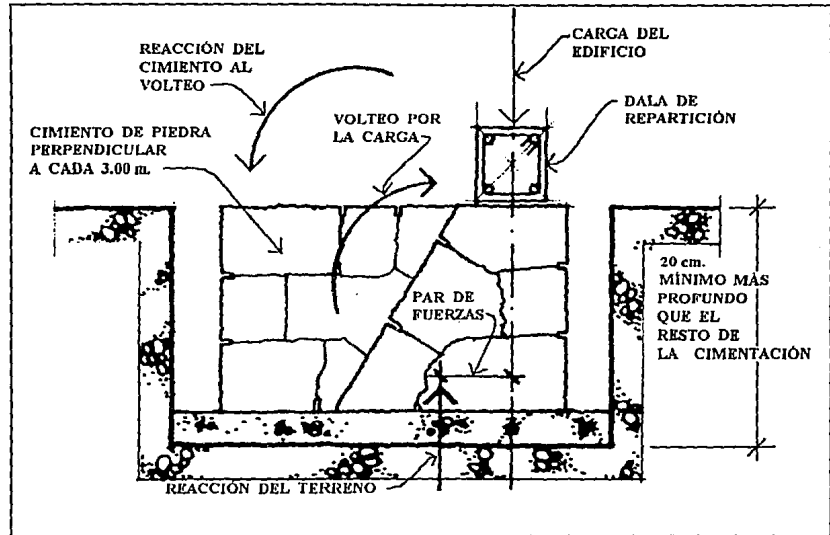 REACCIÓN DEL
CIMIENTO AL
VOLTEO
CARGA DEL
EDIFICIO
VOLTEO POR
LA CARGA
DALA DE
REPARTICIÓN
CIMIENTO DE PIEDRA
PERPENDICULAR
A CADA 3.00 m.
PAR DE
FUERZAS
20 cm.
MÍNIMO MÁS
PROFUNDO
QUE EL
RESTO DE
LA CIMENTACIÓN
REACCIÓN DEL TERRENO